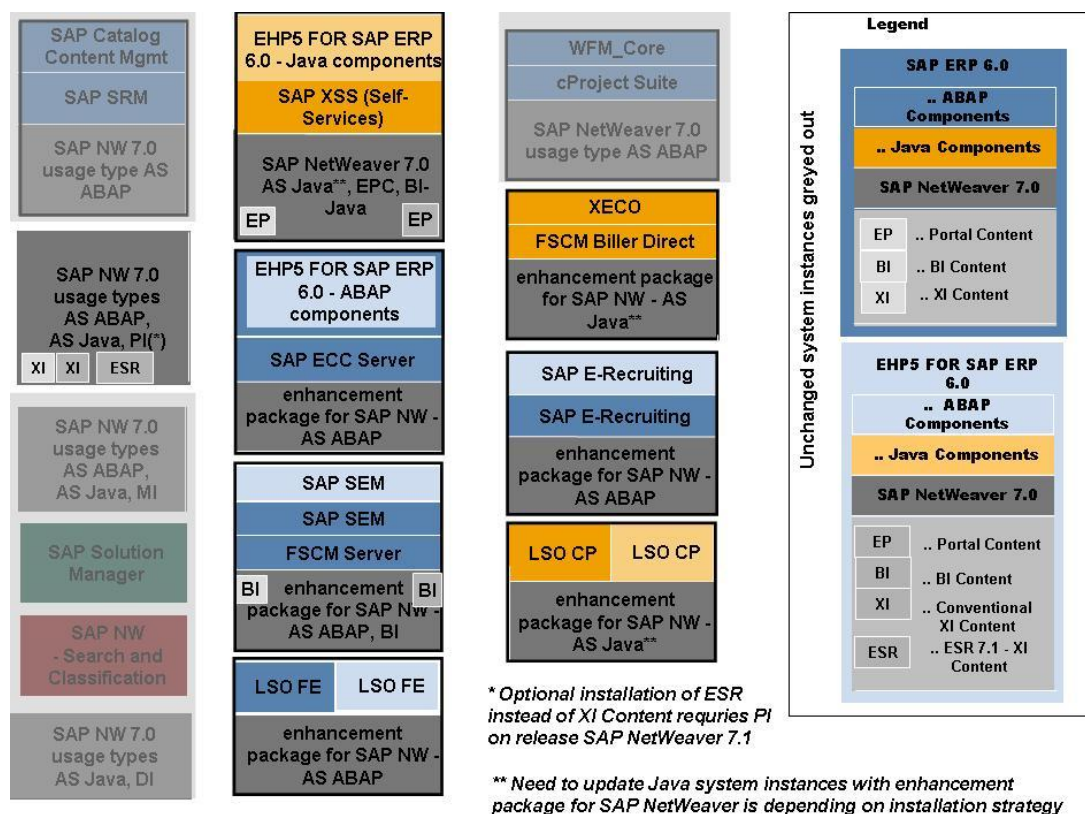 SAP Catalog
Content Mgmt
SAP SRM
SAP NW 7.0
usage type AS
ABAP
SAP NW 7.0
usage types
AS ABAP,
AS Java, PI(*)
XI XI ESR
SAP NW 7.0
usage types
AS ABAP,
AS Java, MI
SAP Solution
Manager
SAP NW
- Search and
Classification
SAP NW 7.0
usage types
AS Java, DI
EHP5 FOR SAP ERP
6.0 - Java components
SAP XSS (Self-
Services)
SAP NetWeaver 7.0
AS Java**, EPC, BI-
Java
EP EP
EHP5 FOR SAP ERP
6.0 - ABAP
components
SAP ECC Server
enhancement
package for SAP NW -
AS ABAP
SAP SEM
SAP SEM
FSCM Server
BI enhancement BI
package for SAP NW -
AS ABAP, BI
LSO FE LSO FE
enhancement
package for SAP NW -
AS ABAP
WFM_Core
cProject Suite
SAP NetWeaver 7.0
usage type AS ABAP
XECO
FSCM Biller Direct
enhancement package
for SAP NW - AS
Java**
SAP E-Recruiting
SAP E-Recruiting
enhancement
package for SAP NW
- AS ABAP
LSO CP LSO CP
enhancement
package for SAP NW -
AS Java**
* Optional installation of ESR
instead of XI Content requries PI
on release SAP NetWeaver 7.1
** Need to update Java system instances with enhancement
package for SAP NetWeaver is depending on installation strategy
Unchanged system instances greyed out
Legend
SAP ERP 6.0
.. ABAP
Components
.. Java Components
SAP NetWeaver 7.0
EP .. Portal Content
BI .. BI Content
XI .. XI Content
EHP5 FOR SAP ERP
6.0
.. ABAP
Components
.. Java Components
SAP NetWeaver 7.0
EP .. Portal Content
BI .. BI Content
XI .. Conventional
XI Content
ESR .. ESR 7.1 - XI
Content